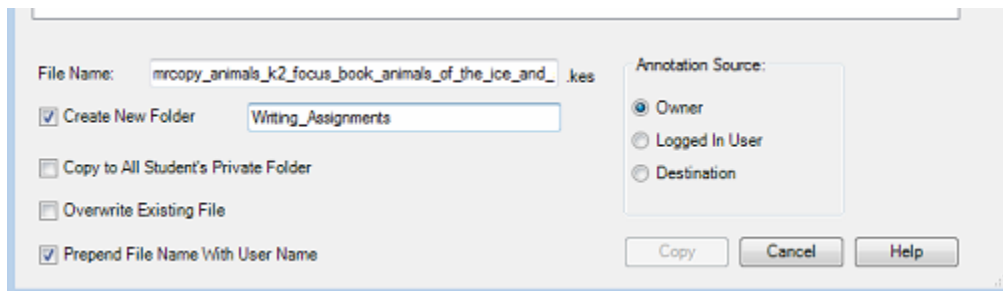 File Name: mrcopy_animals_k2_focus_book_animals_of_the_ice_and_ .kes
Create New Folder Writing_Assignments
Copy to All Student's Private Folder
Overwrite Existing File
Prepend File Name With User Name
Annotation Source:
Owner
Logged In User
Destination
Copy Cancel Help